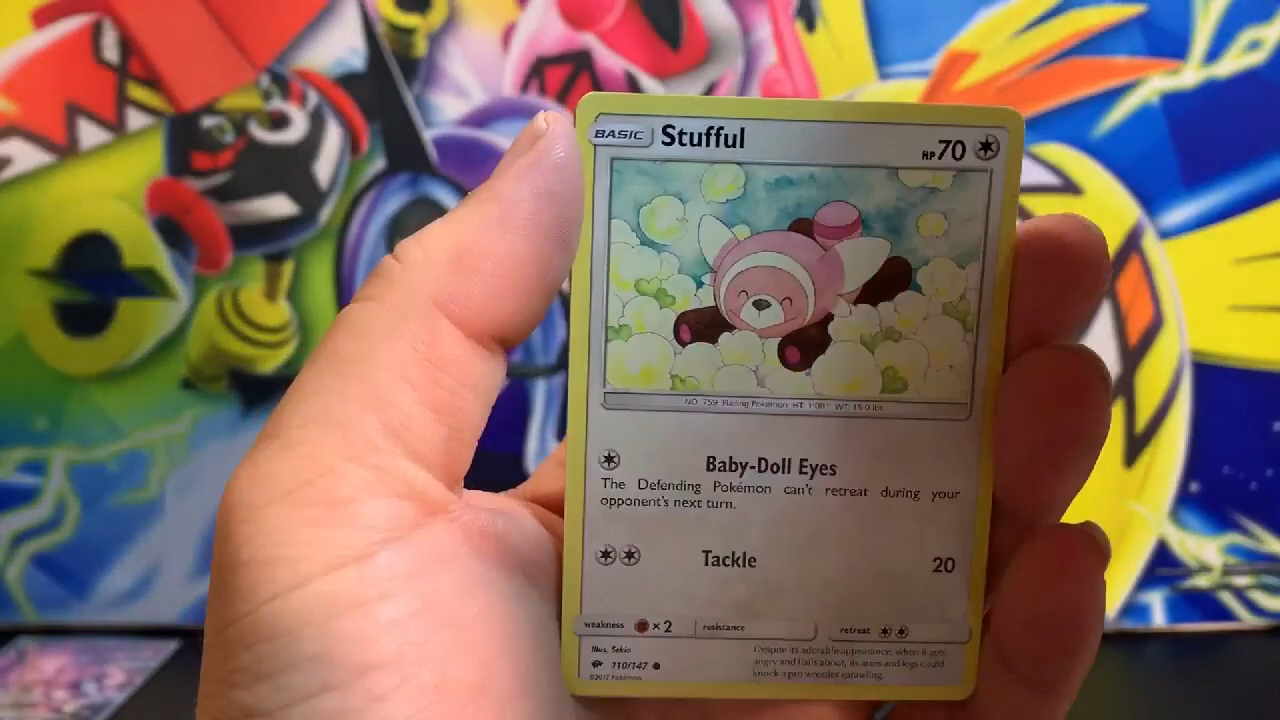 BASIC Stufful HP 70
NO. 759 Flailing Pokémon HT: 1'08" WT: 15.0 lbs
Baby-Doll Eyes
The Defending Pokémon can't retreat during your
opponent's next turn.
Tackle 20
weakness ×2 resistance retreat
Illus. Sekio
110/147
©2017 Pokémon
Despite its adorable appearance, when it gets
angry and flails about, its arms and legs could
knock a pro wrestler sprawling.